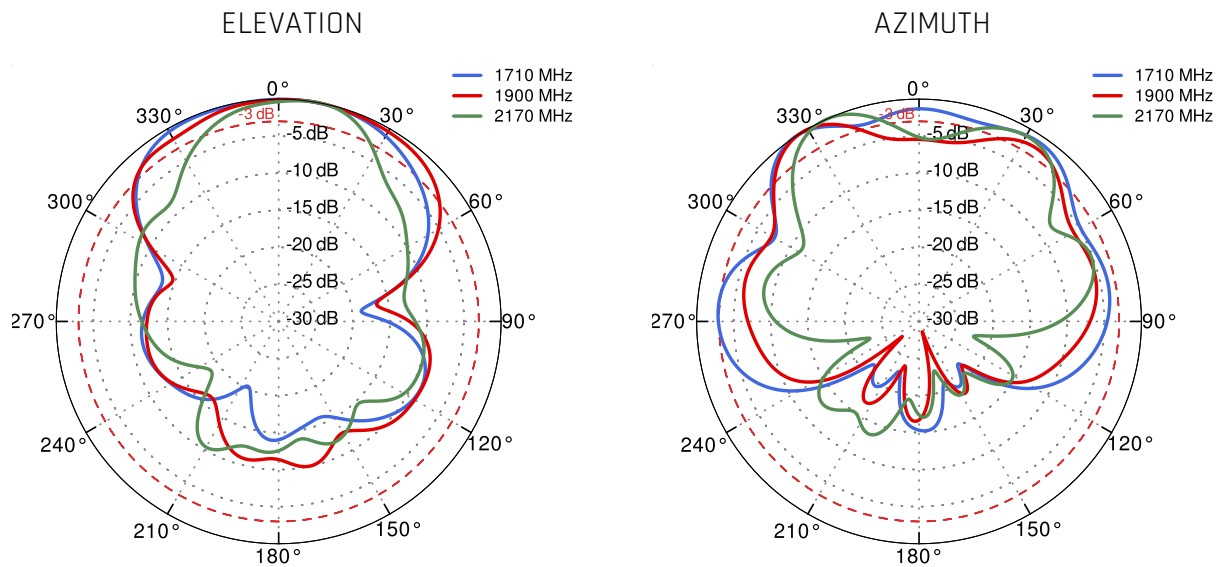 ELEVATION
1710 MHz
1900 MHz
2170 MHz
0°
30°
60°
90°
120°
150°
180°
210°
240°
270°
300°
330°
-3 dB
-5 dB
-10 dB
-15 dB
-20 dB
-25 dB
-30 dB
AZIMUTH
1710 MHz
1900 MHz
2170 MHz
0°
30°
60°
90°
120°
150°
180°
210°
240°
270°
300°
330°
-3 dB
-5 dB
-10 dB
-15 dB
-20 dB
-25 dB
-30 dB